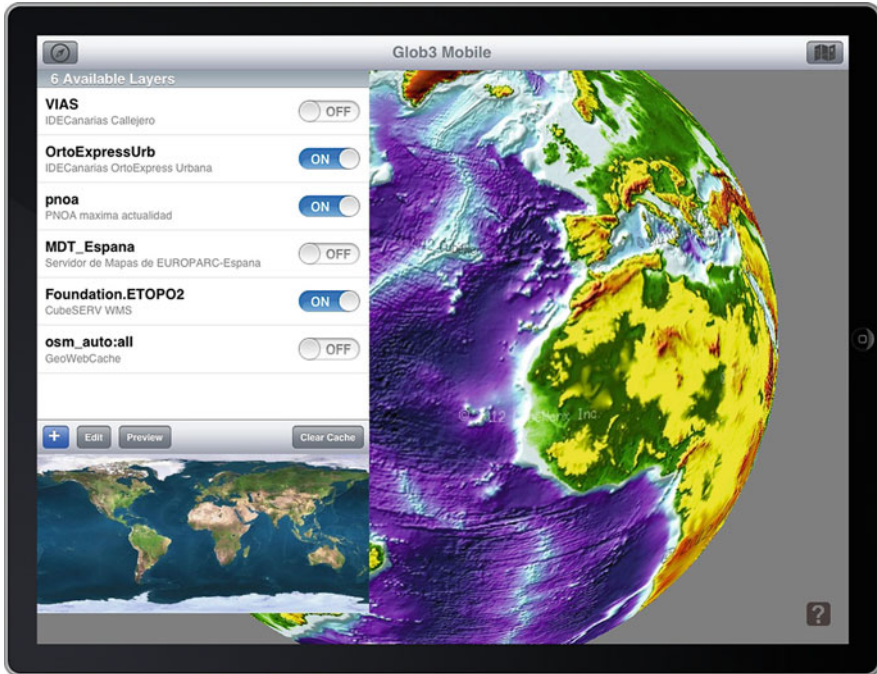 Glob3 Mobile
6 Available Layers
VIAS
IDECanarias Callejero
OFF
OrtoExpressUrb
IDECanarias OrtoExpress Urbana
ON
pnoa
PNOA maxima actualidad
ON
MDT_Espana
Servidor de Mapas de EUROPARC-Espana
OFF
Foundation.ETOPO2
CubeSERV WMS
ON
osm_auto:all
GeoWebCache
OFF
+ Edit Preview Clear Cache
Inc.
?